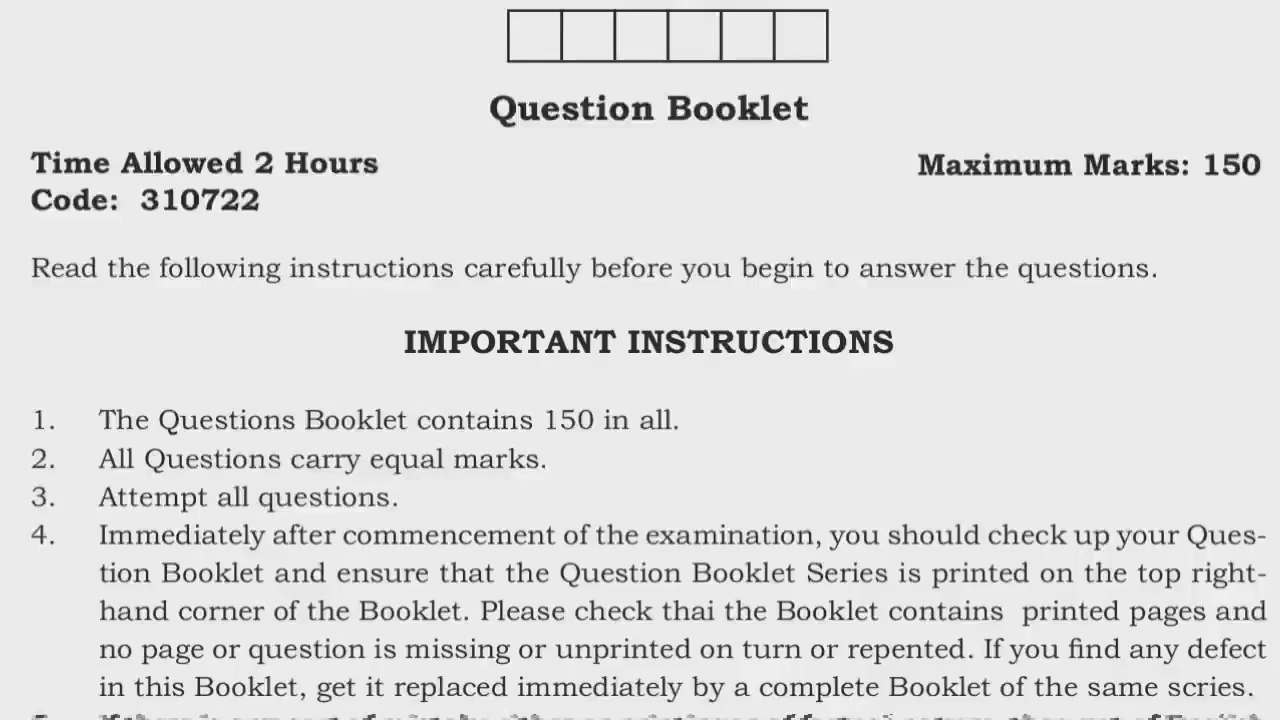 Question Booklet
Time Allowed 2 Hours
Maximum Marks: 150
Code: 310722
Read the following instructions carefully before you begin to answer the questions.
IMPORTANT INSTRUCTIONS
1. The Questions Booklet contains 150 in all.
2. All Questions carry equal marks.
3. Attempt all questions.
4. Immediately after commencement of the examination, you should check up your Ques-
tion Booklet and ensure that the Question Booklet Series is printed on the top right-
hand corner of the Booklet. Please check thai the Booklet contains printed pages and
no page or question is missing or unprinted on turn or repented. If you find any defect
in this Booklet, get it replaced immediately by a complete Booklet of the same scries.